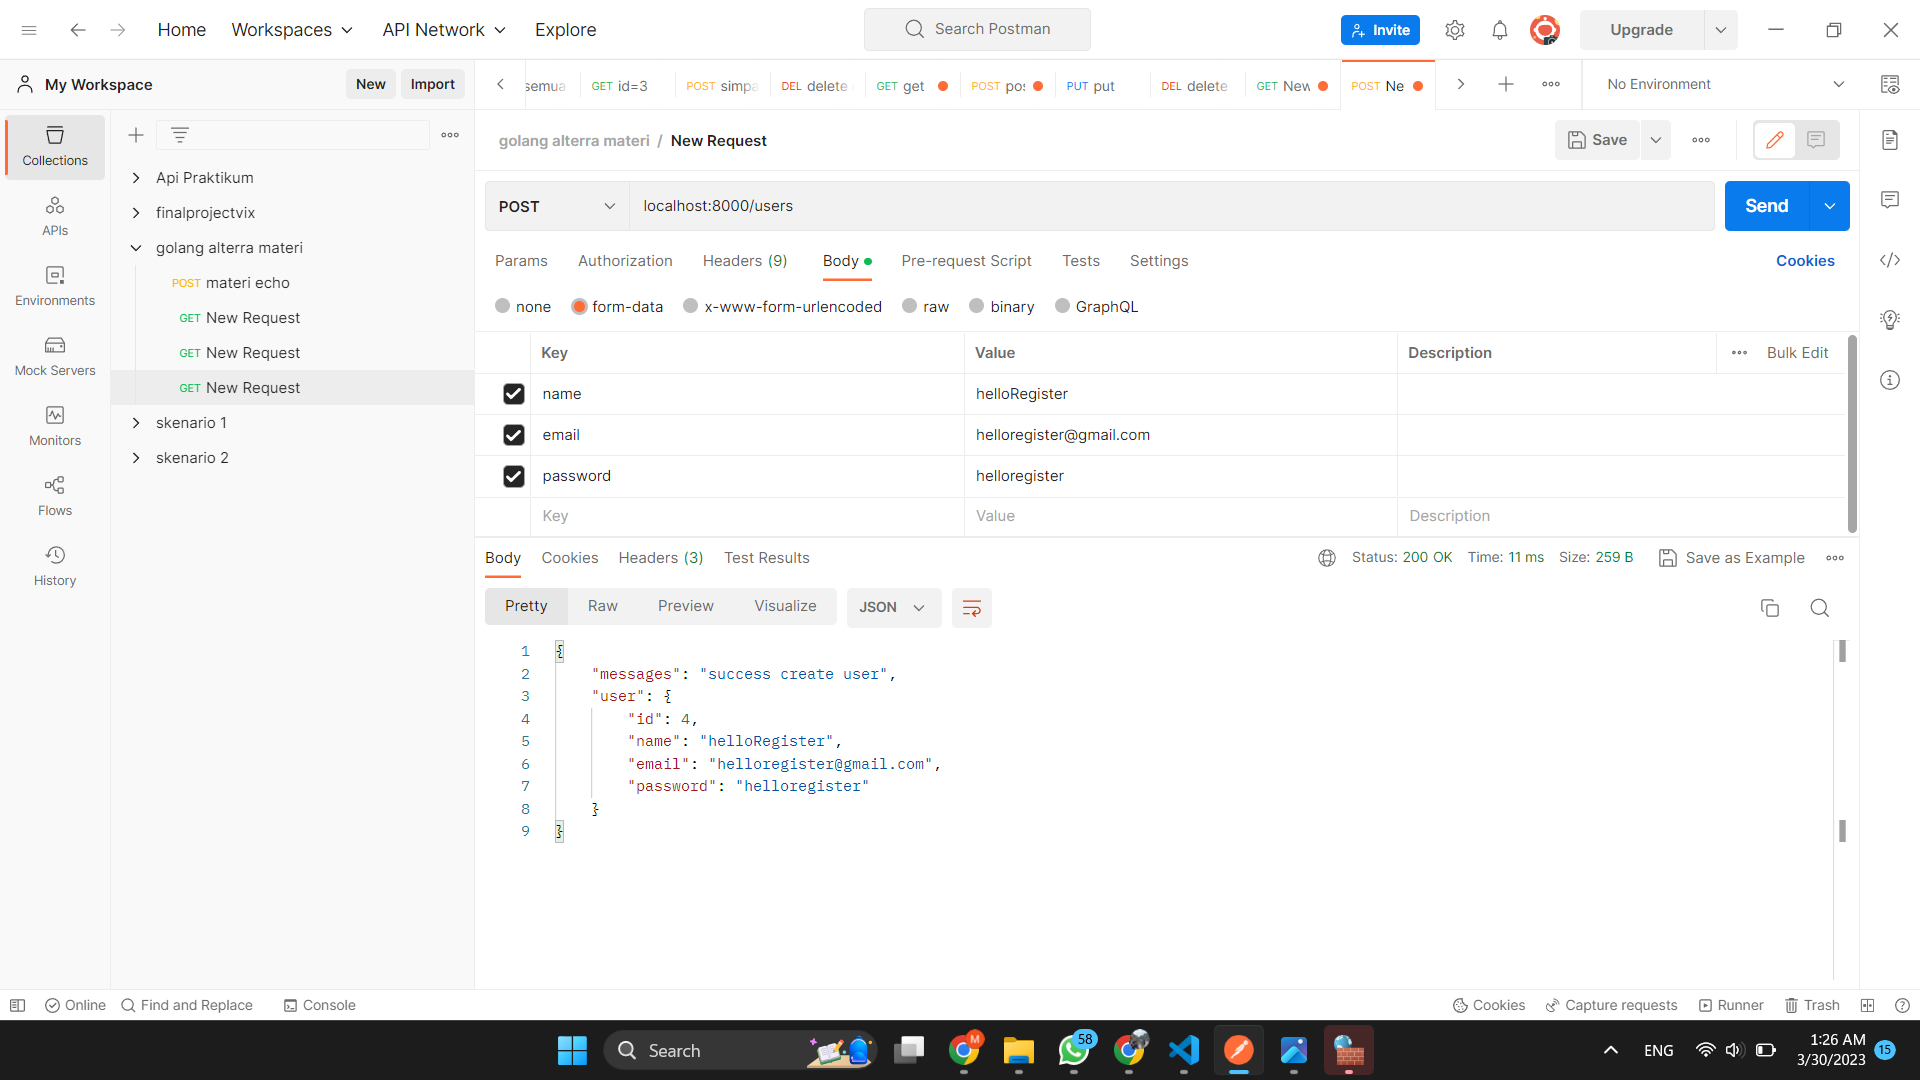 Home
Workspaces
API Network
Explore
Search Postman
Invite
Upgrade
My Workspace
New
Import
semua
GET id=3
POST simpa
DEL delete
GET get
POST pos
PUT put
DEL delete
GET New
POST Ne
No Environment
Collections
APIs
Environments
Mock Servers
Monitors
Flows
History
Api Praktikum
finalprojectvix
golang alterra materi
POST materi echo
GET New Request
GET New Request
GET New Request
skenario 1
skenario 2
golang alterra materi / New Request
Save
POST
localhost:8000/users
Send
Params
Authorization
Headers (9)
Body
Pre-request Script
Tests
Settings
Cookies
none
form-data
x-www-form-urlencoded
raw
binary
GraphQL
Key Value Description Bulk Edit
name helloRegister
email helloregister@gmail.com
password helloregister
Key Value Description
Body
Cookies
Headers (3)
Test Results
Status: 200 OK Time: 11 ms Size: 259 B
Save as Example
Pretty
Raw
Preview
Visualize
JSON
1 {
2 "messages": "success create user",
3 "user": {
4 "id": 4,
5 "name": "helloRegister",
6 "email": "helloregister@gmail.com",
7 "password": "helloregister"
8 }
9 }
Online
Find and Replace
Console
Cookies
Capture requests
Runner
Trash
Search
M
58
ENG
1:26 AM
3/30/2023
15